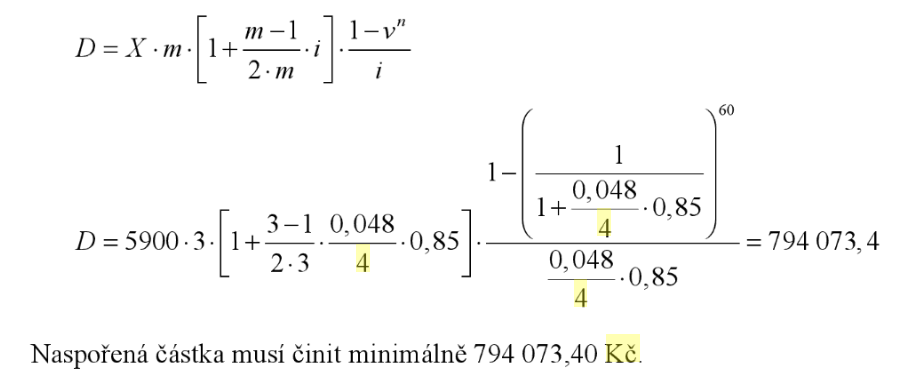 D = X · m · [1 + (m − 1)/(2 · m) · i] · (1 − vⁿ)/i
D = 5900 · 3 · [1 + (3 − 1)/(2 · 3) · 0,048/4 · 0,85] · (1 − (1/(1 + 0,048/4 · 0,85))⁶⁰)/(0,048/4 · 0,85) = 794 073,4
Naspořená částka musí činit minimálně 794 073,40 Kč.